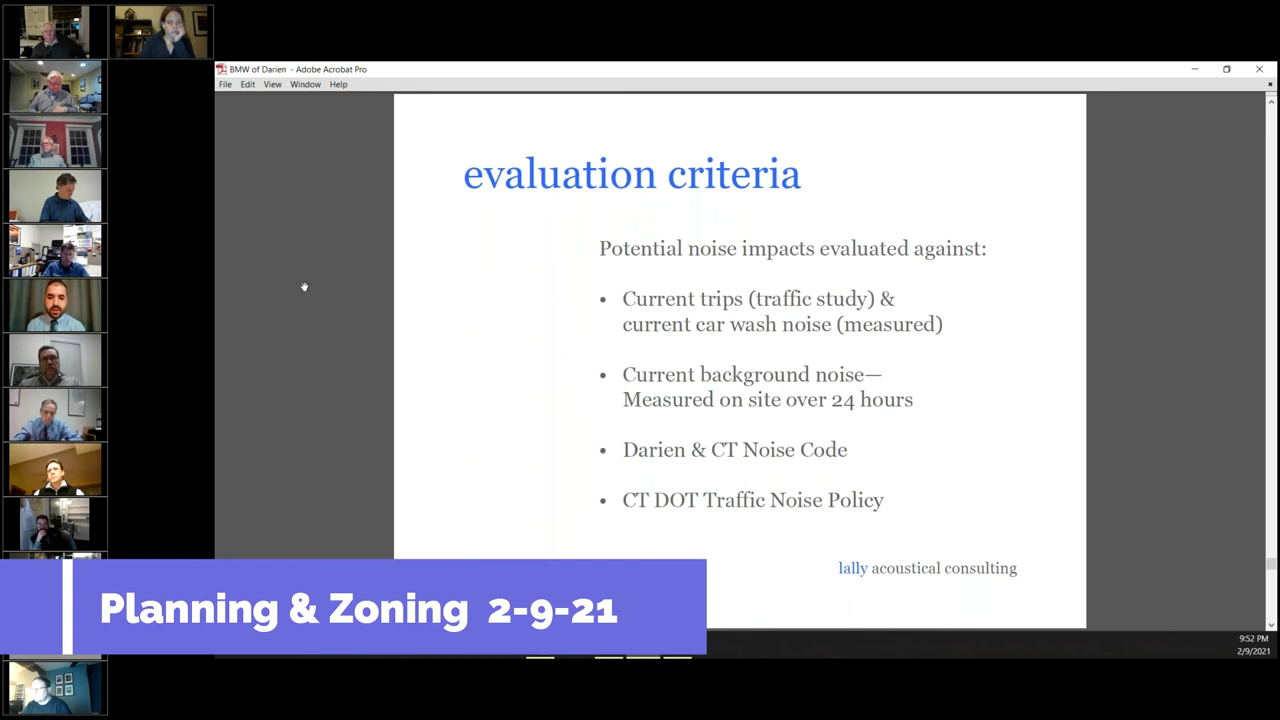 BMW of Darien - Adobe Acrobat Pro
File Edit View Window Help
evaluation criteria
Potential noise impacts evaluated against:
• Current trips (traffic study) &
current car wash noise (measured)
• Current background noise—
Measured on site over 24 hours
• Darien & CT Noise Code
• CT DOT Traffic Noise Policy
lally acoustical consulting
Planning & Zoning 2-9-21
9:52 PM
2/9/2021